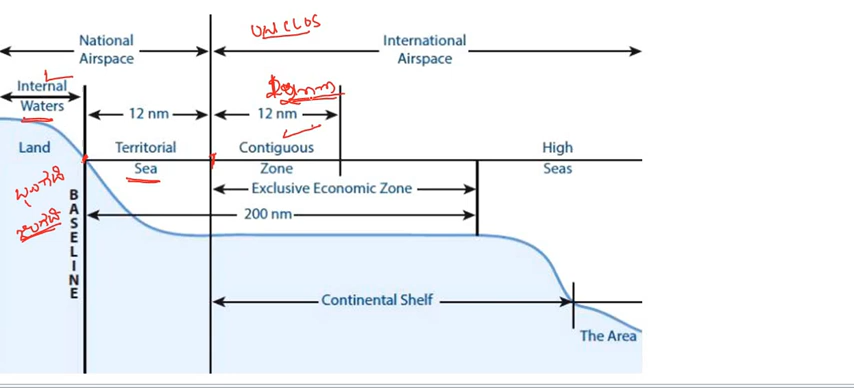 UNCLOS
National
Airspace
International
Airspace
Internal
Waters
12 nm
12 nm
Land
Territorial
Sea
Contiguous
Zone
High
Seas
Exclusive Economic Zone
BASELINE
200 nm
Continental Shelf
The Area